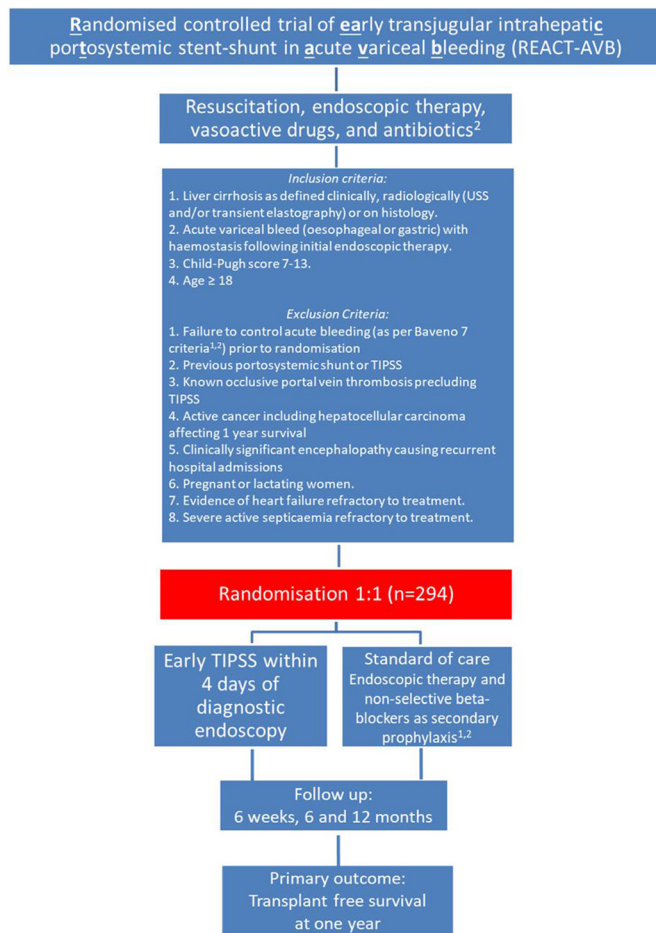 Randomised controlled trial of early transjugular intrahepatic
portosystemic stent-shunt in acute variceal bleeding (REACT-AVB)
Resuscitation, endoscopic therapy,
vasoactive drugs, and antibiotics²
Inclusion criteria:
1. Liver cirrhosis as defined clinically, radiologically (USS
and/or transient elastography) or on histology.
2. Acute variceal bleed (oesophageal or gastric) with
haemostasis following initial endoscopic therapy.
3. Child-Pugh score 7-13.
4. Age ≥ 18
Exclusion Criteria:
1. Failure to control acute bleeding (as per Baveno 7
criteria¹,²) prior to randomisation
2. Previous portosystemic shunt or TIPSS
3. Known occlusive portal vein thrombosis precluding
TIPSS
4. Active cancer including hepatocellular carcinoma
affecting 1 year survival
5. Clinically significant encephalopathy causing recurrent
hospital admissions
6. Pregnant or lactating women.
7. Evidence of heart failure refractory to treatment.
8. Severe active septicaemia refractory to treatment.
Randomisation 1:1 (n=294)
Early TIPSS within
4 days of
diagnostic
endoscopy
Standard of care
Endoscopic therapy and
non-selective beta-
blockers as secondary
prophylaxis¹,²
Follow up:
6 weeks, 6 and 12 months
Primary outcome:
Transplant free survival
at one year